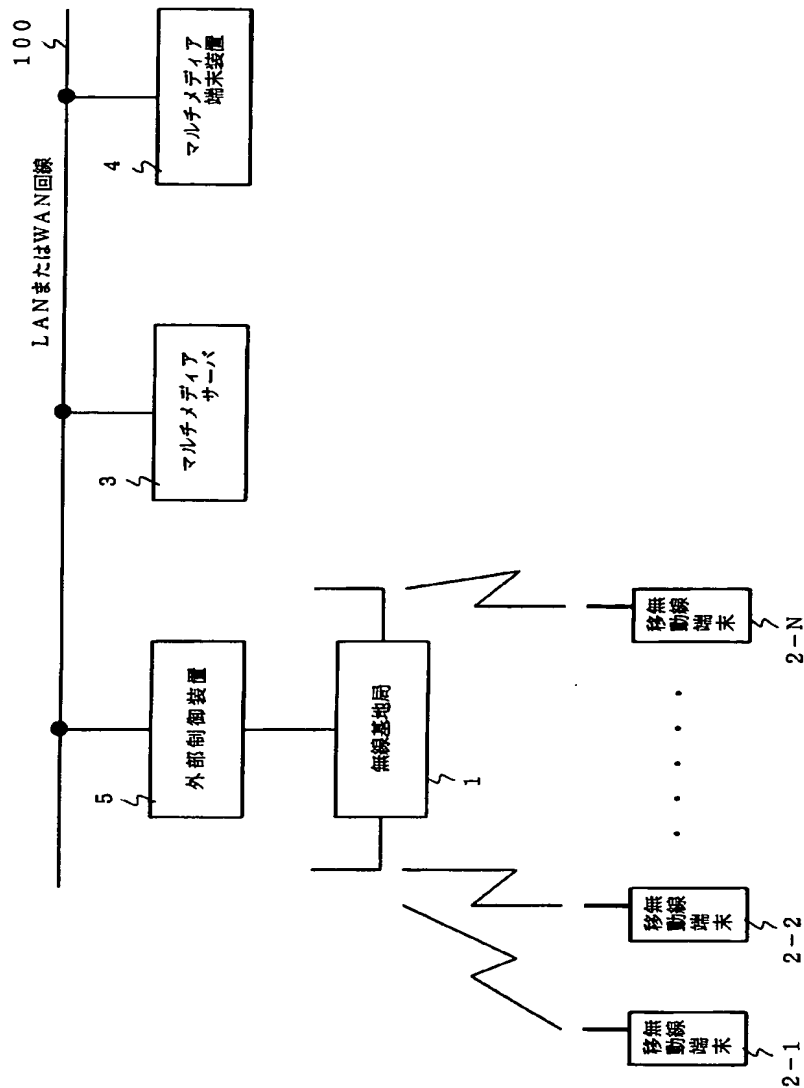 LANまたはWAN回線
100
5
外部制御装置
3
マルチメディア
サーバ
4
マルチメディア
端末装置
無線基地局
1
移無
動線
端末
2-1
移無
動線
端末
2-2
移無
動線
端末
2-N